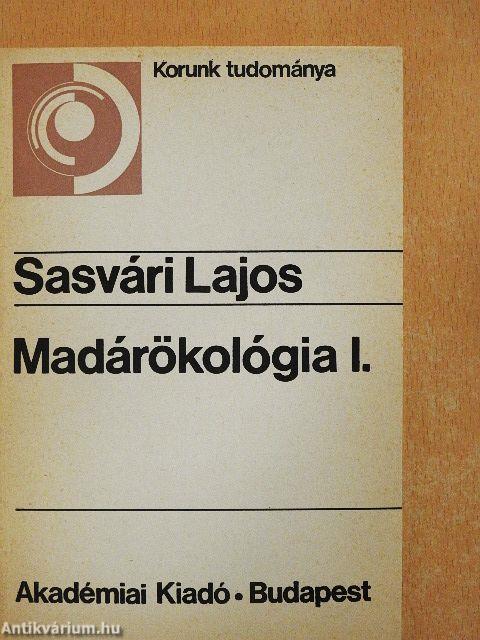 Korunk tudománya
Sasvári Lajos
Madárökológia I.
Akadémiai Kiadó • Budapest
Antikvárium.hu